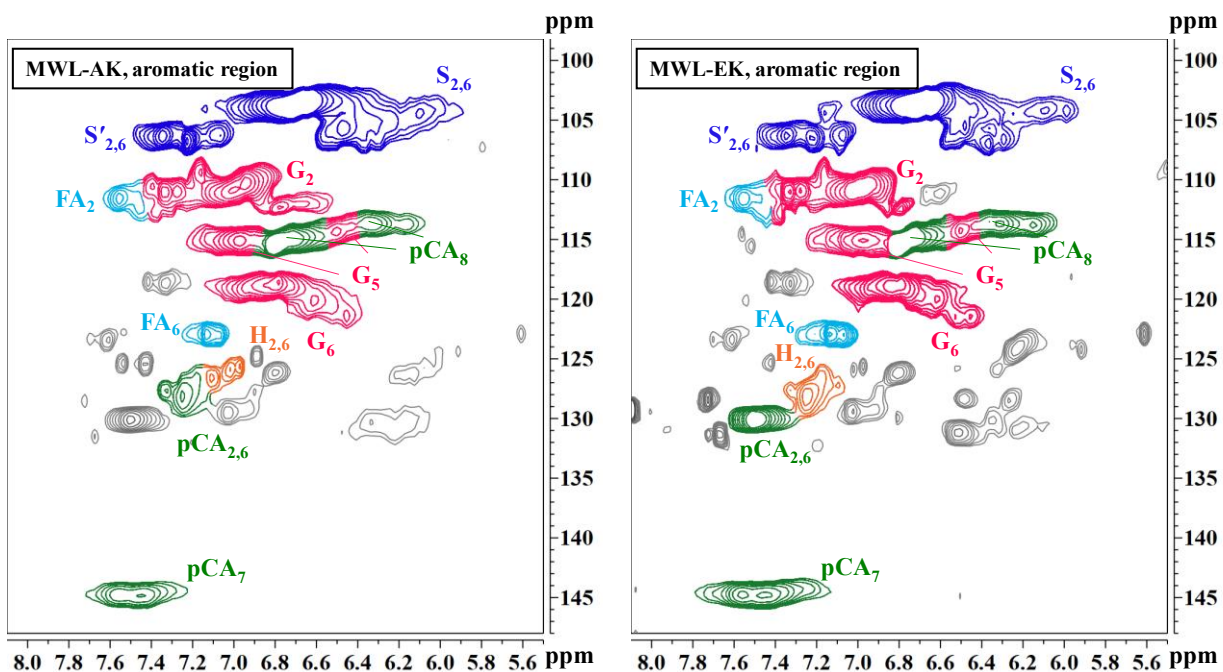 ppm
MWL-AK, aromatic region
S2,6
S′2,6
G2
FA2
pCA8
G5
FA6
G6
H2,6
pCA2,6
pCA7
100
105
110
115
120
125
130
135
140
145
8.0 7.8 7.6 7.4 7.2 7.0 6.8 6.6 6.4 6.2 6.0 5.8 5.6 ppm
ppm
MWL-EK, aromatic region
S2,6
S′2,6
G2
FA2
pCA8
G5
FA6
G6
H2,6
pCA2,6
pCA7
100
105
110
115
120
125
130
135
140
145
8.0 7.8 7.6 7.4 7.2 7.0 6.8 6.6 6.4 6.2 6.0 5.8 5.6 ppm